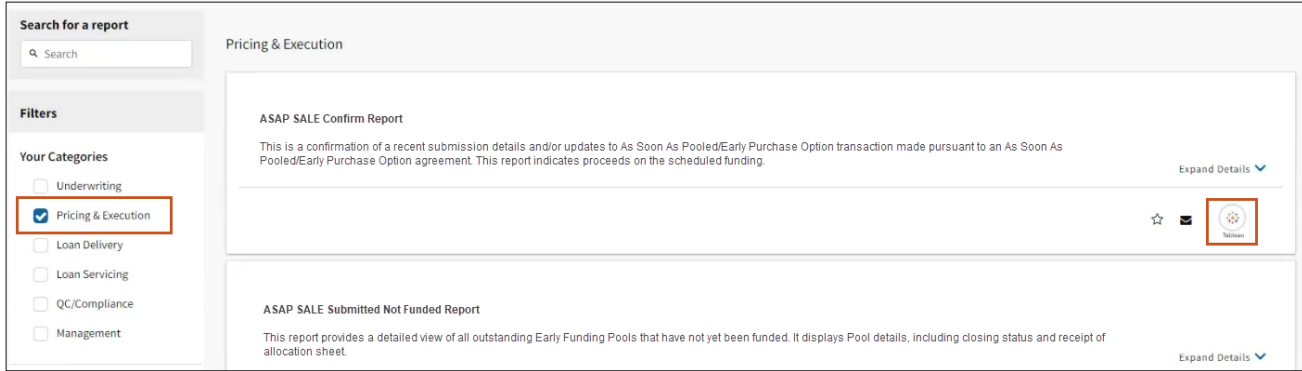 Search for a report
Search
Filters
Your Categories
Underwriting
Pricing & Execution
Loan Delivery
Loan Servicing
QC/Compliance
Management
Pricing & Execution
ASAP SALE Confirm Report
This is a confirmation of a recent submission details and/or updates to As Soon As Pooled/Early Purchase Option transaction made pursuant to an As Soon As
Pooled/Early Purchase Option agreement. This report indicates proceeds on the scheduled funding.
Expand Details
Tableau
ASAP SALE Submitted Not Funded Report
This report provides a detailed view of all outstanding Early Funding Pools that have not yet been funded. It displays Pool details, including closing status and receipt of
allocation sheet.
Expand Details